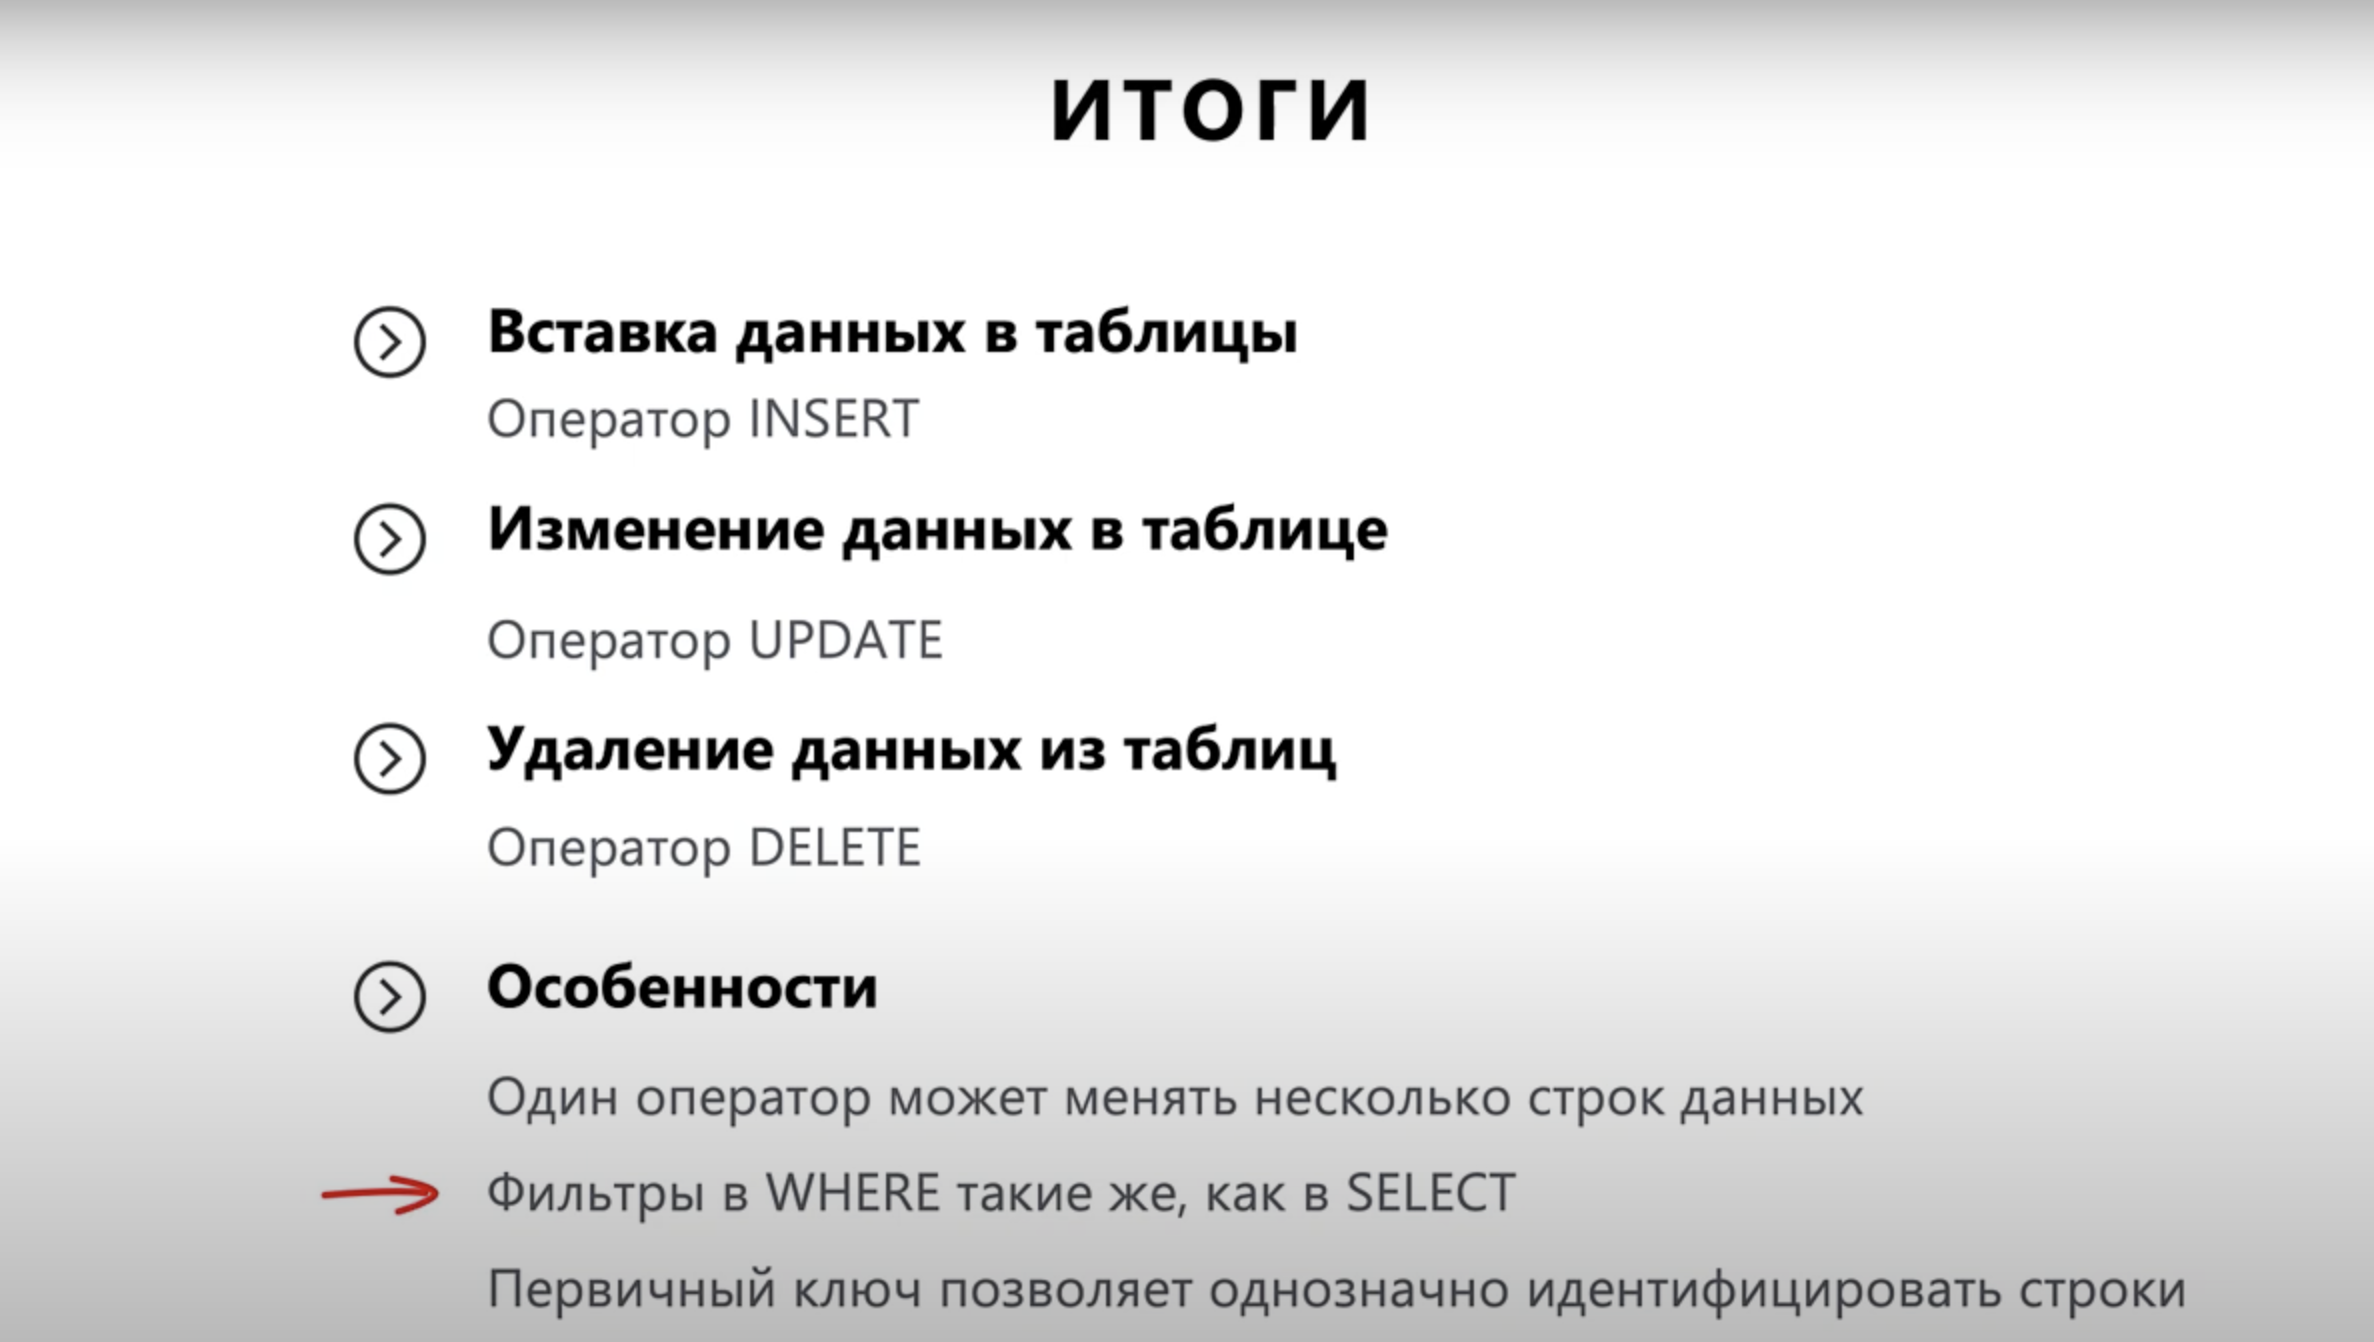 ИТОГИ
Вставка данных в таблицы
Оператор INSERT
Изменение данных в таблице
Оператор UPDATE
Удаление данных из таблиц
Оператор DELETE
Особенности
Один оператор может менять несколько строк данных
Фильтры в WHERE такие же, как в SELECT
Первичный ключ позволяет однозначно идентифицировать строки